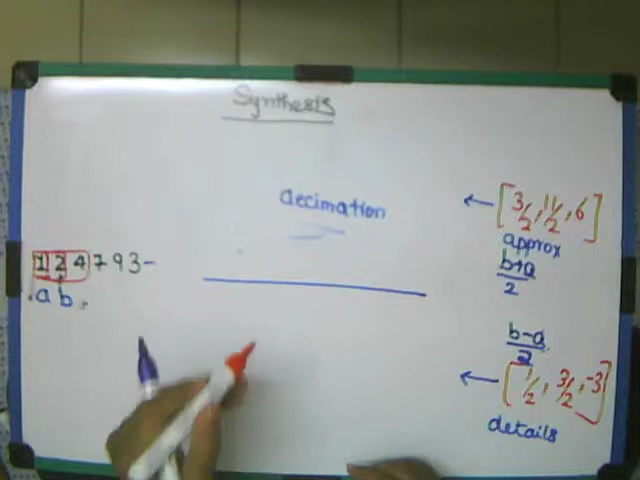 Synthesis
decimation
1 2 4 7 9 3 -
a b
← [3/2, 11/2, 6]
approx
b+a/2
b-a/2
← [1/2, 3/2, -3]
details